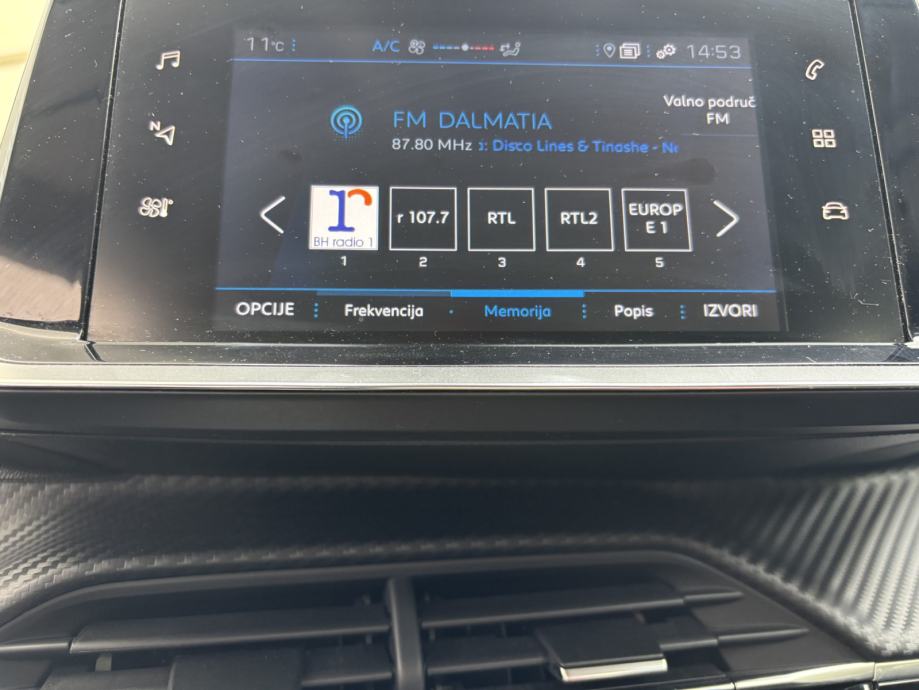 11°C A/C 14:53
Valno područ
FM
FM DALMATIA
87.80 MHz : Disco Lines & Tinashe - N
BH radio 1
r 107.7
RTL
RTL2
EUROP
E 1
1 2 3 4 5
OPCIJE Frekvencija Memorija Popis IZVORI
N